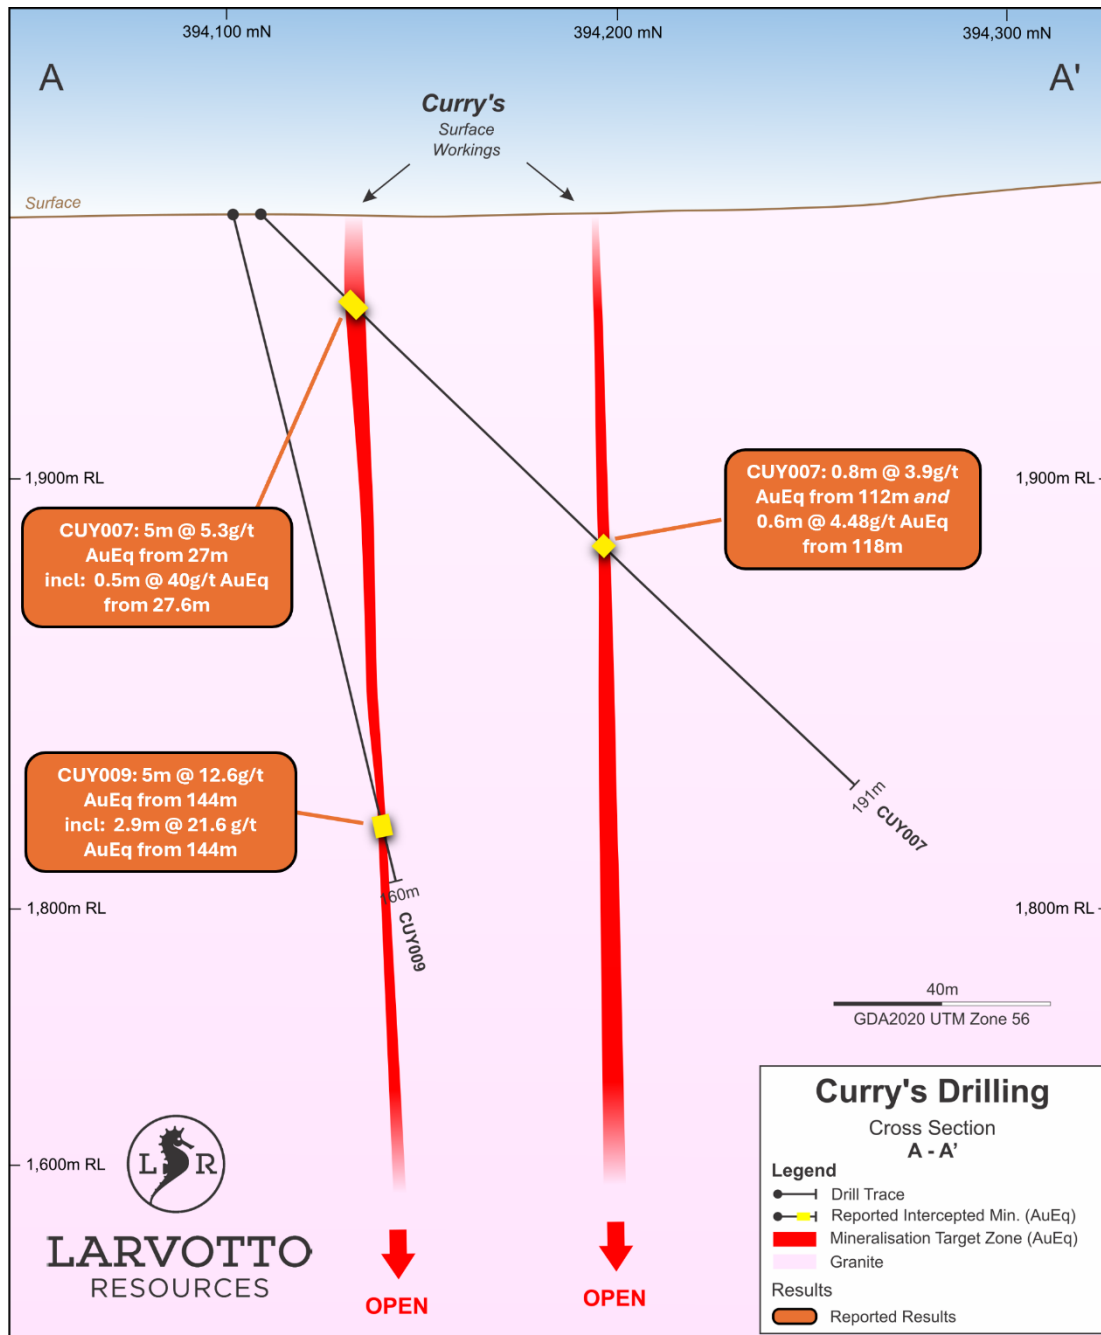 394,100 mN
394,200 mN
394,300 mN
A
A'
Curry's
Surface
Workings
Surface
1,900m RL
1,900m RL
CUY007: 0.8m @ 3.9g/t
AuEq from 112m and
0.6m @ 4.48g/t AuEq
from 118m
CUY007: 5m @ 5.3g/t
AuEq from 27m
incl: 0.5m @ 40g/t AuEq
from 27.6m
CUY009: 5m @ 12.6g/t
AuEq from 144m
incl: 2.9m @ 21.6 g/t
AuEq from 144m
191m
CUY007
160m
CUY009
1,800m RL
1,800m RL
40m
GDA2020 UTM Zone 56
1,600m RL
L R
LARVOTTO
RESOURCES
OPEN
OPEN
Curry's Drilling
Cross Section
A - A'
Legend
Drill Trace
Reported Intercepted Min. (AuEq)
Mineralisation Target Zone (AuEq)
Granite
Results
Reported Results